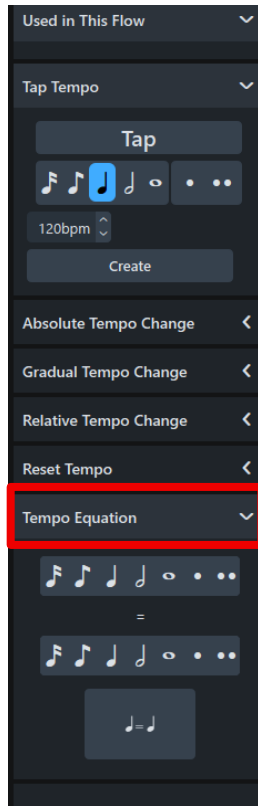 Used in This Flow
Tap Tempo
Tap
120bpm
Create
Absolute Tempo Change
Gradual Tempo Change
Relative Tempo Change
Reset Tempo
Tempo Equation
=
♩=♩